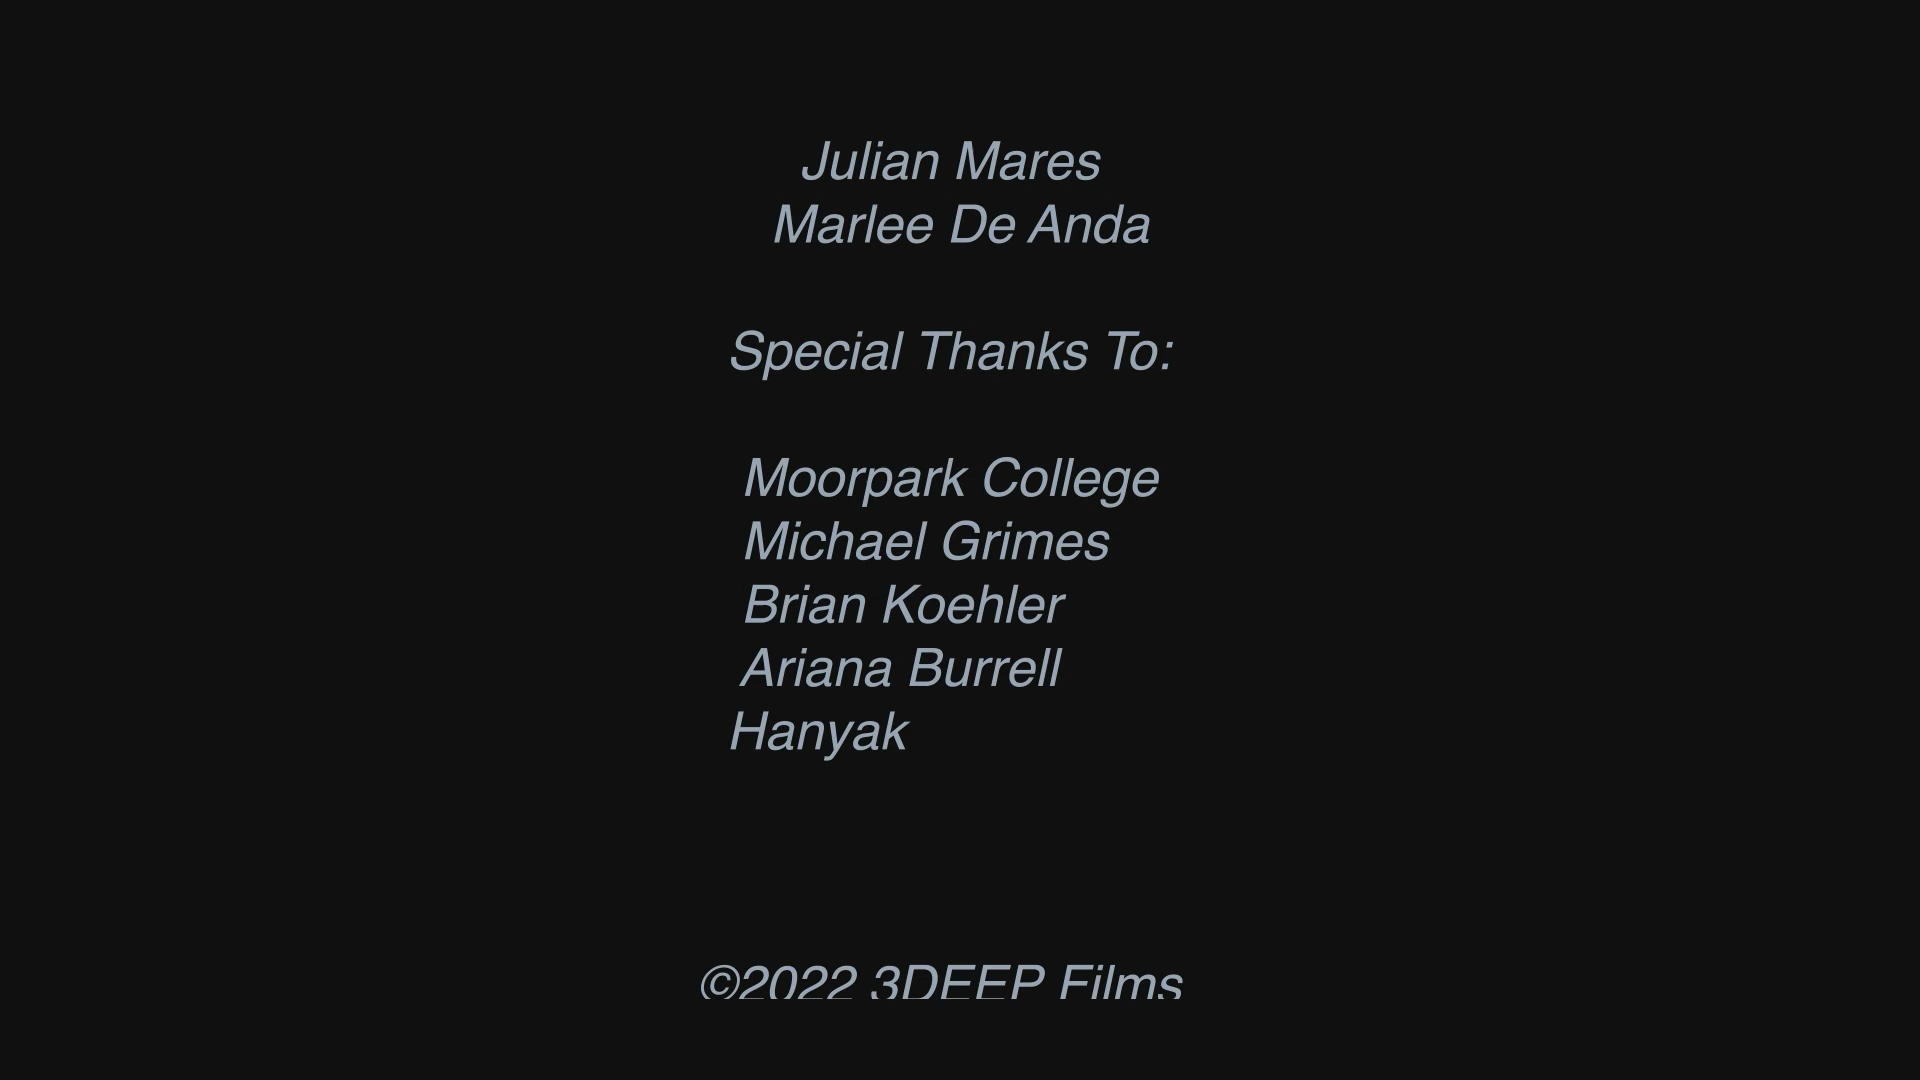 Julian Mares
Marlee De Anda
Special Thanks To:
Moorpark College
Michael Grimes
Brian Koehler
Ariana Burrell
Hanyak
©2022 3DEEP Films